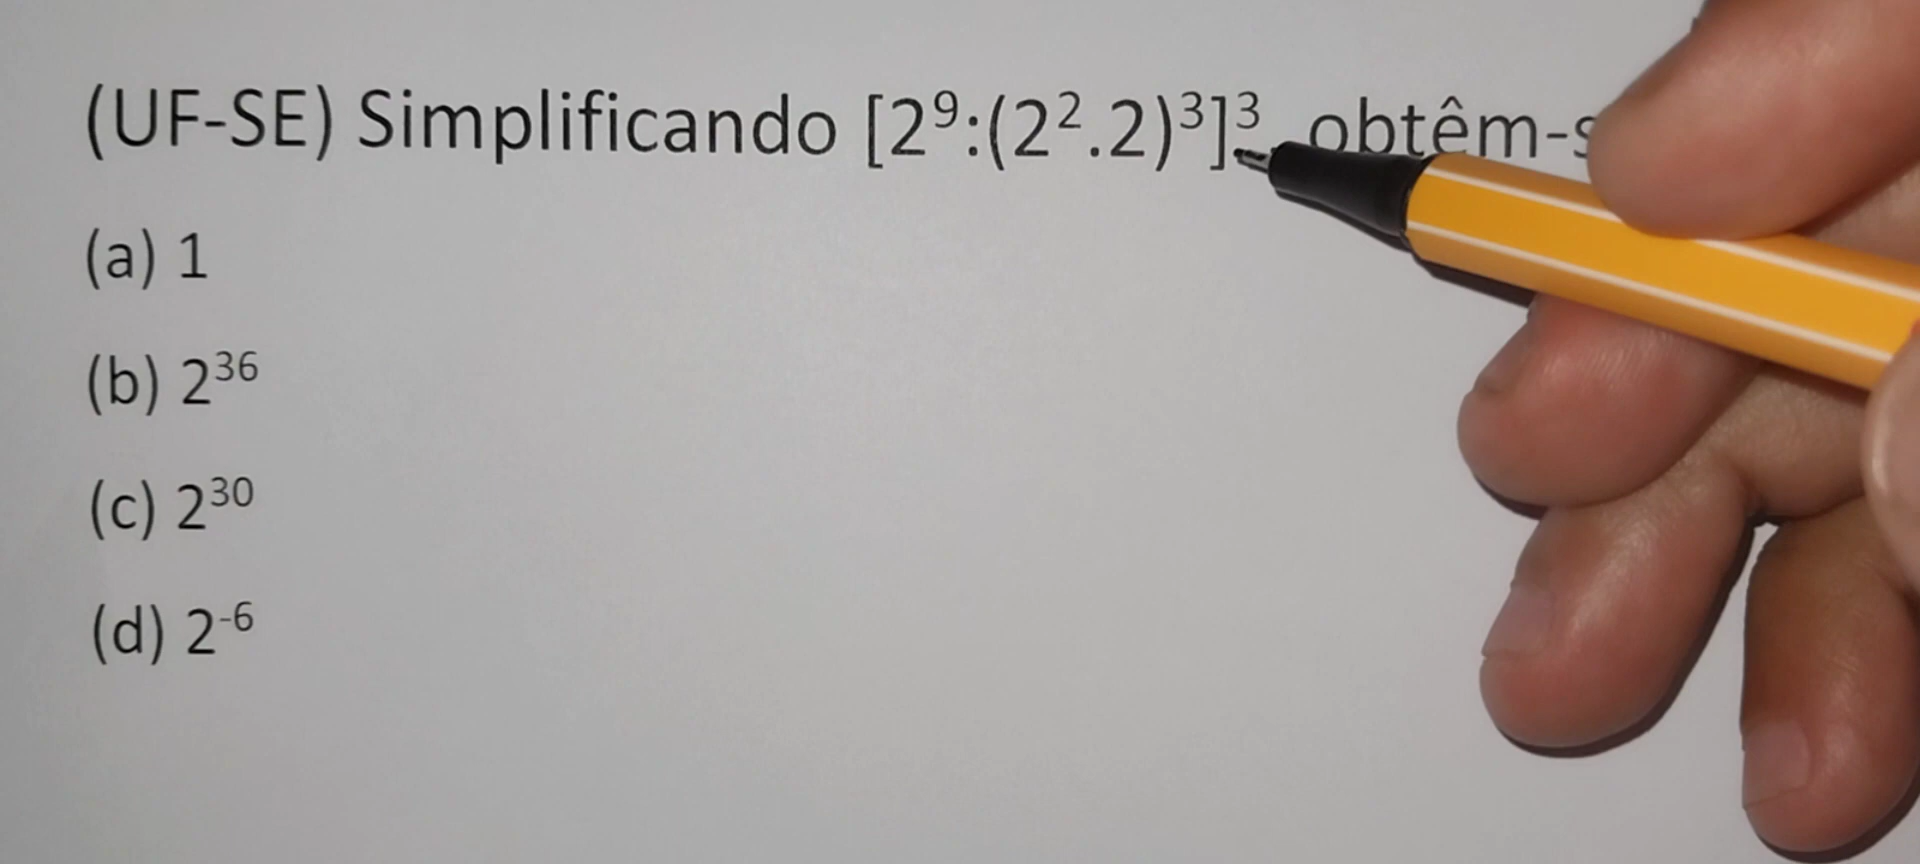 (UF-SE) Simplificando [2⁹:(2².2)³]³, obtêm-s
(a) 1
(b) 2³⁶
(c) 2³⁰
(d) 2⁻⁶